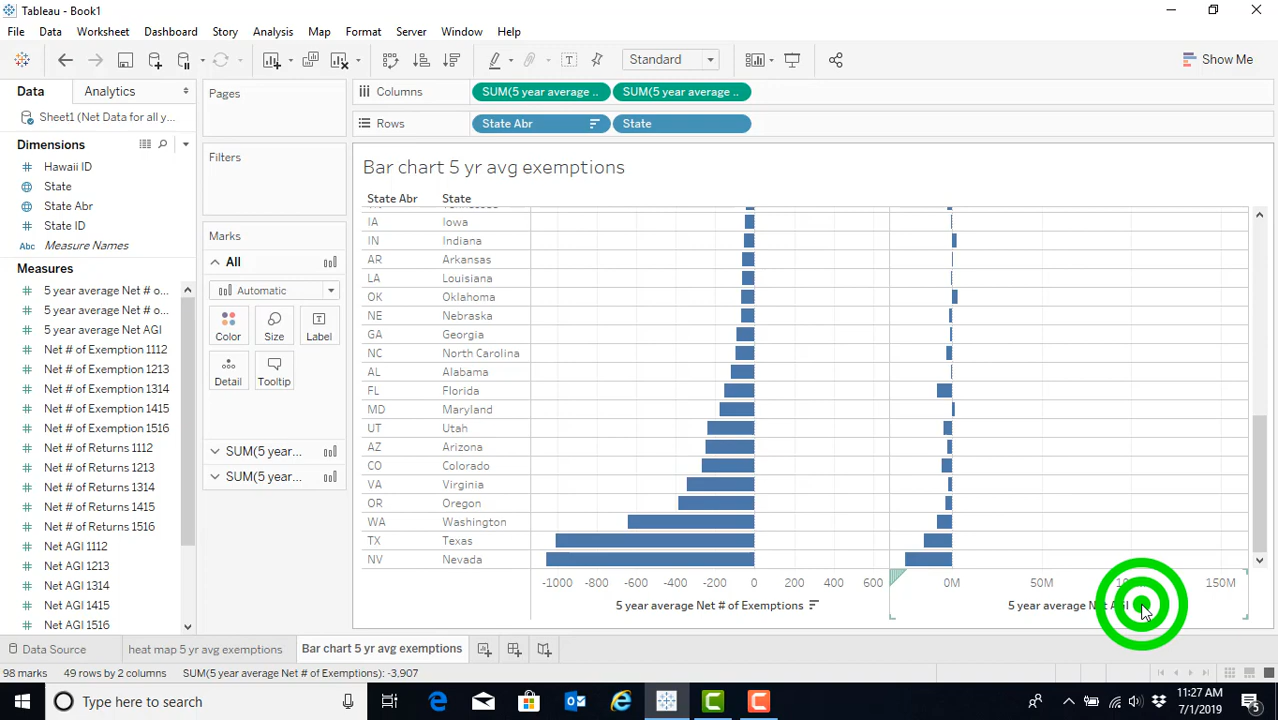 Tableau - Book1
File Data Worksheet Dashboard Story Analysis Map Format Server Window Help
Standard
Show Me
Data Analytics
Sheet1 (Net Data for all y...
Dimensions
Hawaii ID
State
State Abr
State ID
Measure Names
Measures
5 year average Net # o...
5 year average Net # o...
5 year average Net AGI
Net # of Exemption 1112
Net # of Exemption 1213
Net # of Exemption 1314
Net # of Exemption 1415
Net # of Exemption 1516
Net # of Returns 1112
Net # of Returns 1213
Net # of Returns 1314
Net # of Returns 1415
Net # of Returns 1516
Net AGI 1112
Net AGI 1213
Net AGI 1314
Net AGI 1415
Net AGI 1516
Pages
Filters
Marks
All
Automatic
Color Size Label
Detail Tooltip
SUM(5 year...
SUM(5 year...
Columns SUM(5 year average .. SUM(5 year average ..
Rows State Abr State
Bar chart 5 yr avg exemptions
State Abr State
IA Iowa
IN Indiana
AR Arkansas
LA Louisiana
OK Oklahoma
NE Nebraska
GA Georgia
NC North Carolina
AL Alabama
FL Florida
MD Maryland
UT Utah
AZ Arizona
CO Colorado
VA Virginia
OR Oregon
WA Washington
TX Texas
NV Nevada
-1000 -800 -600 -400 -200 0 200 400 600 0M 50M 150M
5 year average Net # of Exemptions 5 year average Net AGI
Data Source heat map 5 yr avg exemptions Bar chart 5 yr avg exemptions
98 marks 49 rows by 2 columns SUM(5 year average Net # of Exemptions): -3,907
Type here to search
11:27 AM
7/1/2019
5